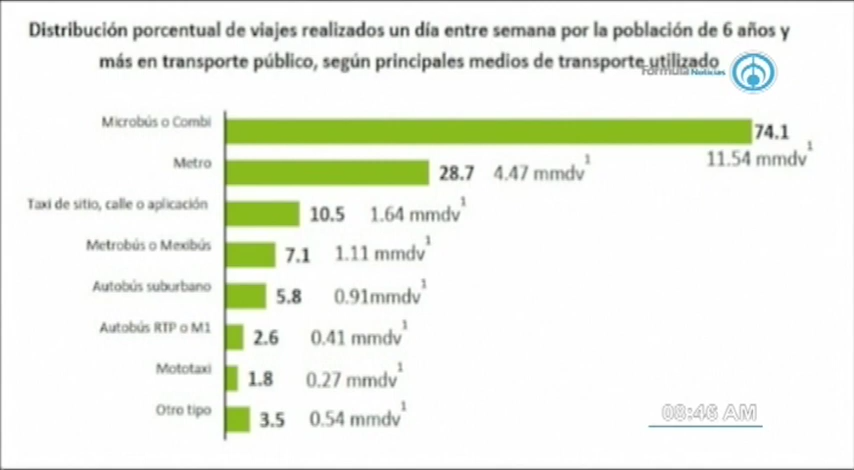 Distribución porcentual de viajes realizados un día entre semana por la población de 6 años y
más en transporte público, según principales medios de transporte utilizado
Fórmula Noticias
Microbús o Combi 74.1
11.54 mmdv¹
Metro 28.7 4.47 mmdv¹
Taxi de sitio, calle o aplicación 10.5 1.64 mmdv¹
Metrobús o Mexibús 7.1 1.11 mmdv¹
Autobús suburbano 5.8 0.91mmdv¹
Autobús RTP o M1 2.6 0.41 mmdv¹
Mototaxi 1.8 0.27 mmdv¹
Otro tipo 3.5 0.54 mmdv¹
08:46 AM